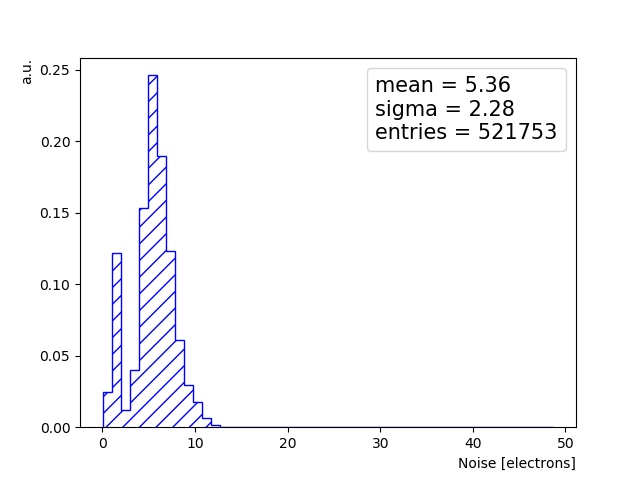 a.u.
0.25
0.20
0.15
0.10
0.05
0.00
mean = 5.36
sigma = 2.28
entries = 521753
0 10 20 30 40 50
Noise [electrons]